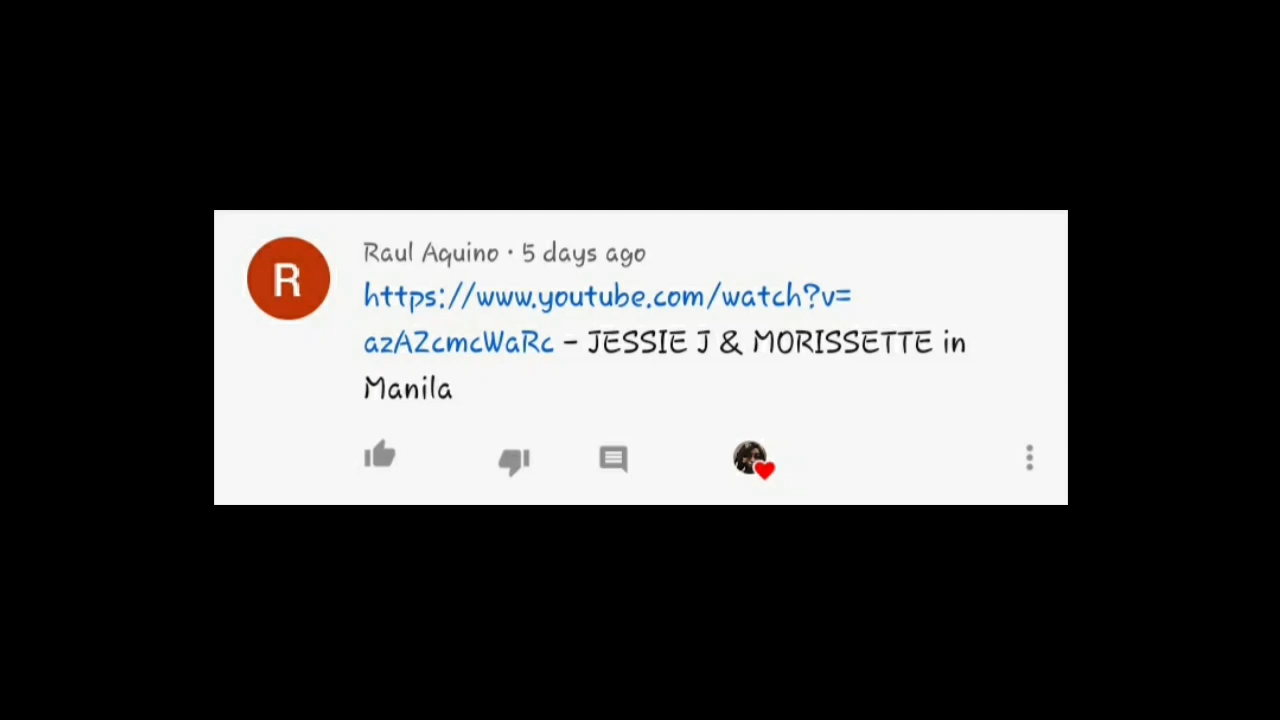 R
Raul Aquino · 5 days ago
https://www.youtube.com/watch?v=
azAZcmcWaRc – JESSIE J & MORISSETTE in
Manila